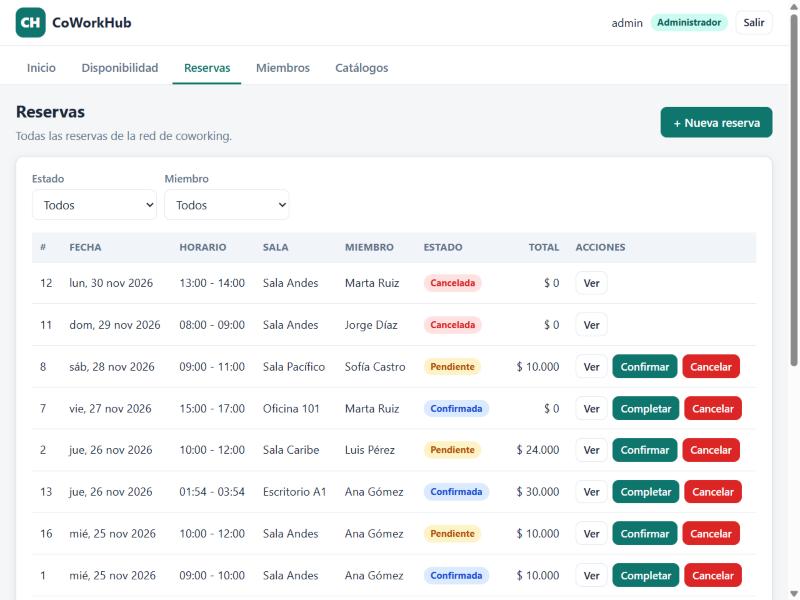 CH CoWorkHub admin Administrador Salir
Inicio Disponibilidad Reservas Miembros Catálogos
Reservas
Todas las reservas de la red de coworking.
+ Nueva reserva
Estado Miembro
Todos Todos
# FECHA HORARIO SALA MIEMBRO ESTADO TOTAL ACCIONES
12 lun, 30 nov 2026 13:00 - 14:00 Sala Andes Marta Ruiz Cancelada $ 0 Ver
11 dom, 29 nov 2026 08:00 - 09:00 Sala Andes Jorge Díaz Cancelada $ 0 Ver
8 sáb, 28 nov 2026 09:00 - 11:00 Sala Pacífico Sofía Castro Pendiente $ 10.000 Ver Confirmar Cancelar
7 vie, 27 nov 2026 15:00 - 17:00 Oficina 101 Marta Ruiz Confirmada $ 0 Ver Completar Cancelar
2 jue, 26 nov 2026 10:00 - 12:00 Sala Caribe Luis Pérez Pendiente $ 24.000 Ver Confirmar Cancelar
13 jue, 26 nov 2026 01:54 - 03:54 Escritorio A1 Ana Gómez Confirmada $ 30.000 Ver Completar Cancelar
16 mié, 25 nov 2026 10:00 - 12:00 Sala Andes Ana Gómez Pendiente $ 10.000 Ver Confirmar Cancelar
1 mié, 25 nov 2026 09:00 - 10:00 Sala Andes Ana Gómez Confirmada $ 10.000 Ver Completar Cancelar